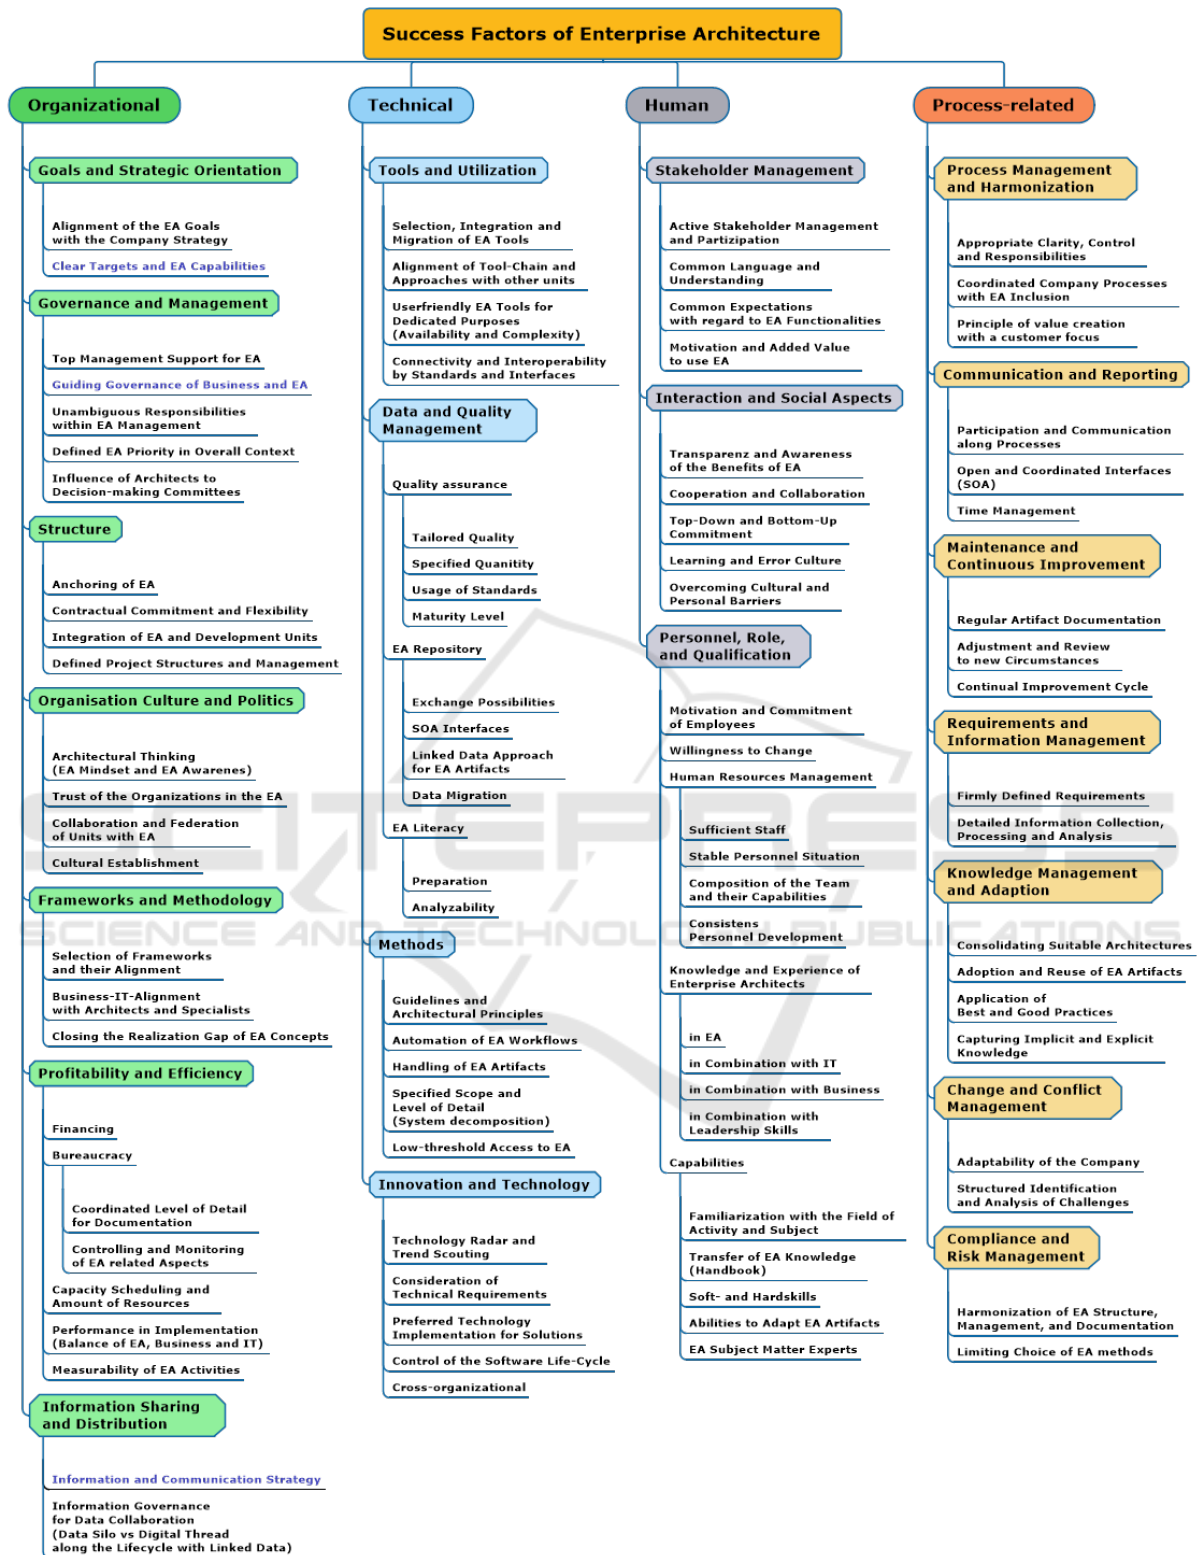 Success Factors of Enterprise Architecture
Organizational
Goals and Strategic Orientation
Alignment of the EA Goals
with the Company Strategy
Clear Targets and EA Capabilities
Governance and Management
Top Management Support for EA
Guiding Governance of Business and EA
Unambiguous Responsibilities
within EA Management
Defined EA Priority in Overall Context
Influence of Architects to
Decision-making Committees
Structure
Anchoring of EA
Contractual Commitment and Flexibility
Integration of EA and Development Units
Defined Project Structures and Management
Organisation Culture and Politics
Architectural Thinking
(EA Mindset and EA Awarenes)
Trust of the Organizations in the EA
Collaboration and Federation
of Units with EA
Cultural Establishment
Frameworks and Methodology
Selection of Frameworks
and their Alignment
Business-IT-Alignment
with Architects and Specialists
Closing the Realization Gap of EA Concepts
Profitability and Efficiency
Financing
Bureaucracy
Coordinated Level of Detail
for Documentation
Controlling and Monitoring
of EA related Aspects
Capacity Scheduling and
Amount of Resources
Performance in Implementation
(Balance of EA, Business and IT)
Measurability of EA Activities
Information Sharing
and Distribution
Information and Communication Strategy
Information Governance
for Data Collaboration
(Data Silo vs Digital Thread
along the Lifecycle with Linked Data)
Technical
Tools and Utilization
Selection, Integration and
Migration of EA Tools
Alignment of Tool-Chain and
Approaches with other units
Userfriendly EA Tools for
Dedicated Purposes
(Availability and Complexity)
Connectivity and Interoperability
by Standards and Interfaces
Data and Quality
Management
Quality assurance
Tailored Quality
Specified Quanitity
Usage of Standards
Maturity Level
EA Repository
Exchange Possibilities
SOA Interfaces
Linked Data Approach
for EA Artifacts
Data Migration
EA Literacy
Preparation
Analyzability
Methods
Guidelines and
Architectural Principles
Automation of EA Workflows
Handling of EA Artifacts
Specified Scope and
Level of Detail
(System decomposition)
Low-threshold Access to EA
Innovation and Technology
Technology Radar and
Trend Scouting
Consideration of
Technical Requirements
Preferred Technology
Implementation for Solutions
Control of the Software Life-Cycle
Cross-organizational
Human
Stakeholder Management
Active Stakeholder Management
and Partizipation
Common Language and
Understanding
Common Expectations
with regard to EA Functionalities
Motivation and Added Value
to use EA
Interaction and Social Aspects
Transparenz and Awareness
of the Benefits of EA
Cooperation and Collaboration
Top-Down and Bottom-Up
Commitment
Learning and Error Culture
Overcoming Cultural and
Personal Barriers
Personnel, Role,
and Qualification
Motivation and Commitment
of Employees
Willingness to Change
Human Resources Management
Sufficient Staff
Stable Personnel Situation
Composition of the Team
and their Capabilities
Consistens
Personnel Development
Knowledge and Experience of
Enterprise Architects
in EA
in Combination with IT
in Combination with Business
in Combination with
Leadership Skills
Capabilities
Familiarization with the Field of
Activity and Subject
Transfer of EA Knowledge
(Handbook)
Soft- and Hardskills
Abilities to Adapt EA Artifacts
EA Subject Matter Experts
Process-related
Process Management
and Harmonization
Appropriate Clarity, Control
and Responsibilities
Coordinated Company Processes
with EA Inclusion
Principle of value creation
with a customer focus
Communication and Reporting
Participation and Communication
along Processes
Open and Coordinated Interfaces
(SOA)
Time Management
Maintenance and
Continuous Improvement
Regular Artifact Documentation
Adjustment and Review
to new Circumstances
Continual Improvement Cycle
Requirements and
Information Management
Firmly Defined Requirements
Detailed Information Collection,
Processing and Analysis
Knowledge Management
and Adaption
Consolidating Suitable Architectures
Adoption and Reuse of EA Artifacts
Application of
Best and Good Practices
Capturing Implicit and Explicit
Knowledge
Change and Conflict
Management
Adaptability of the Company
Structured Identification
and Analysis of Challenges
Compliance and
Risk Management
Harmonization of EA Structure,
Management, and Documentation
Limiting Choice of EA methods
SCITEPRESS
SCIENCE AND TECHNOLOGY PUBLICATIONS